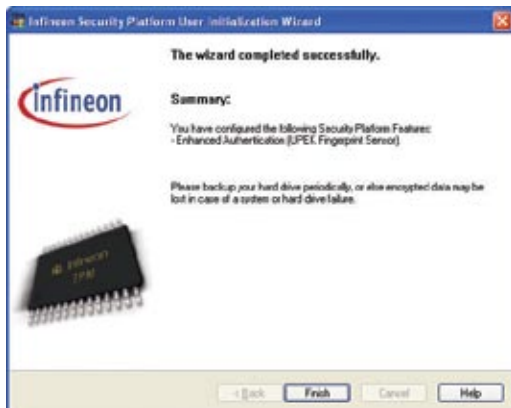 Infineon Security Platform User Initialization Wizard
The wizard completed successfully.
infineon
Summary:
You have configured the following Security Platform Features:
- Enhanced Authentication (UPEK Fingerprint Sensor)
Please backup your hard drive periodically, or else encrypted data may be
lost in case of a system or hard drive failure.
Infineon
TPM
< Back
Finish
Cancel
Help